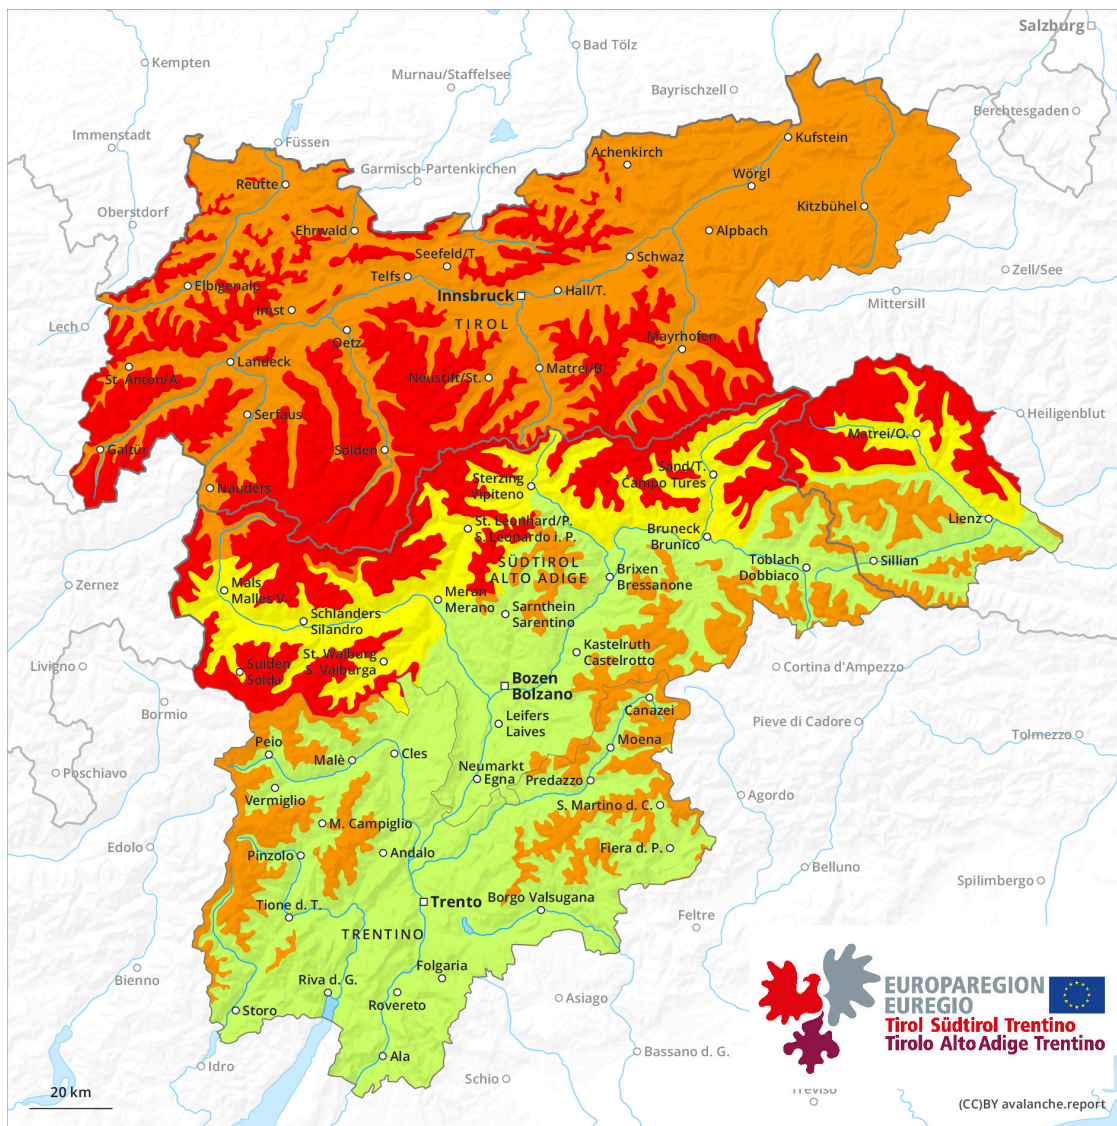 Salzburg
Bad Tölz
Kempten
Murnau/Staffelsee
Bayrischzell
Berchtesgaden
Immenstadt
Füssen
Kufstein
Achenkirch
Garmisch-Partenkirchen
Wörgl
Reutte
Kitzbühel
Oberstdorf
Ehrwald
Alpbach
Seefeld/T.
Schwaz
Telfs
Zell/See
Elbigenalp
Innsbruck
Hall/T.
Mittersill
Imst
TIROL
Lech
Oetz
Mayrhofen
Landeck
Matrei/B.
St. Anton/A.
Neustift/St.
Serfaus
Heiligenblut
Matrei/O.
Galtür
Sölden
Sand/T.
Campo Tures
Sterzing
Vipiteno
Nauders
Lienz
St. Leonhard/P.
S. Leonardo i. P.
Bruneck
Brunico
SÜDTIROL
ALTO ADIGE
Toblach
Dobbiaco
Sillian
Brixen
Bressanone
Zernez
Mals
Malles V.
Meran
Merano
Sarnthein
Sarentino
Schlanders
Silandro
Kastelruth
Castelrotto
St. Walburg
S. Valburga
Livigno
Sulden
Solda
Cortina d'Ampezzo
Bozen
Bolzano
Bormio
Canazei
Leifers
Laives
Pieve di Cadore
Tolmezzo
Peio
Moena
Cles
Malè
Poschiavo
Neumarkt
Egna
Predazzo
Vermiglio
Agordo
S. Martino d. C.
M. Campiglio
Edolo
Pinzolo
Andalo
Fiera d. P.
Belluno
Spilimbergo
Borgo Valsugana
Trento
Tione d. T.
Feltre
TRENTINO
Folgaria
Bienno
Riva d. G.
Rovereto
Asiago
Storo
EUROPAREGION
EUREGIO
Tirol Südtirol Trentino
Tirolo Alto Adige Trentino
Ala
Bassano d. G.
Idro
Schio
Treviso
20 km
(CC)BY avalanche.report